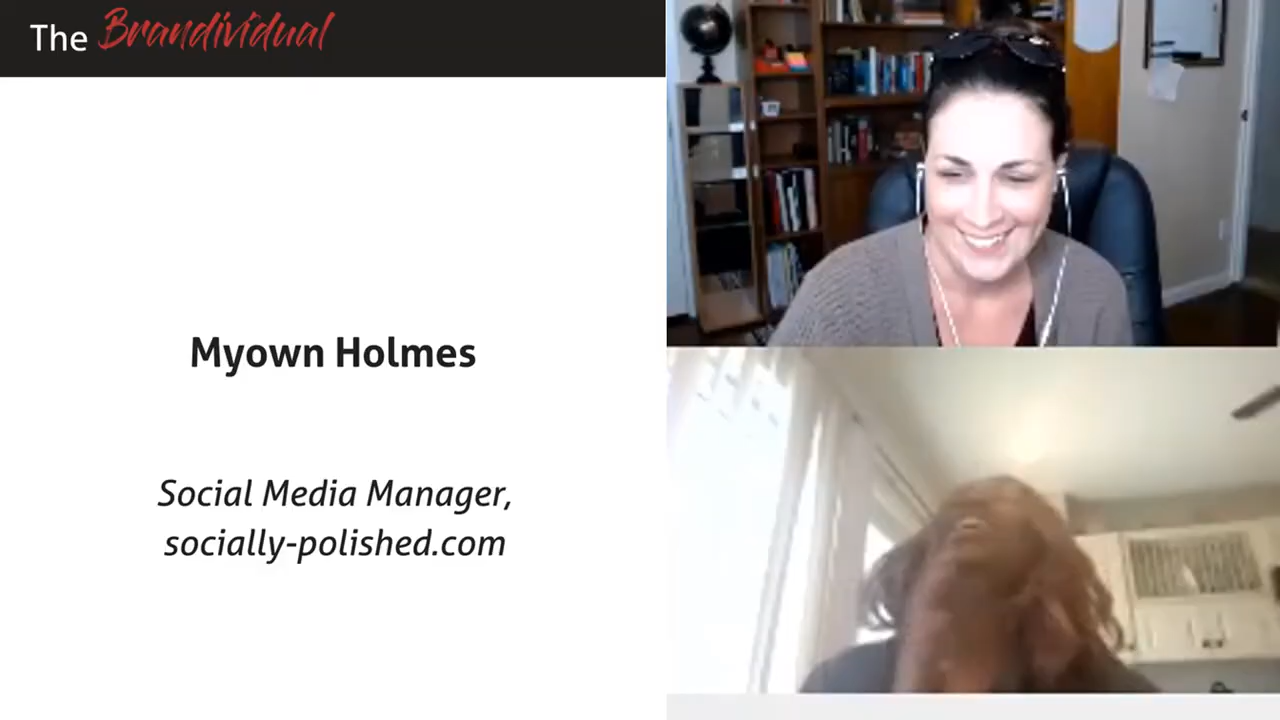 The Brandividual
Myown Holmes
Social Media Manager,
socially-polished.com